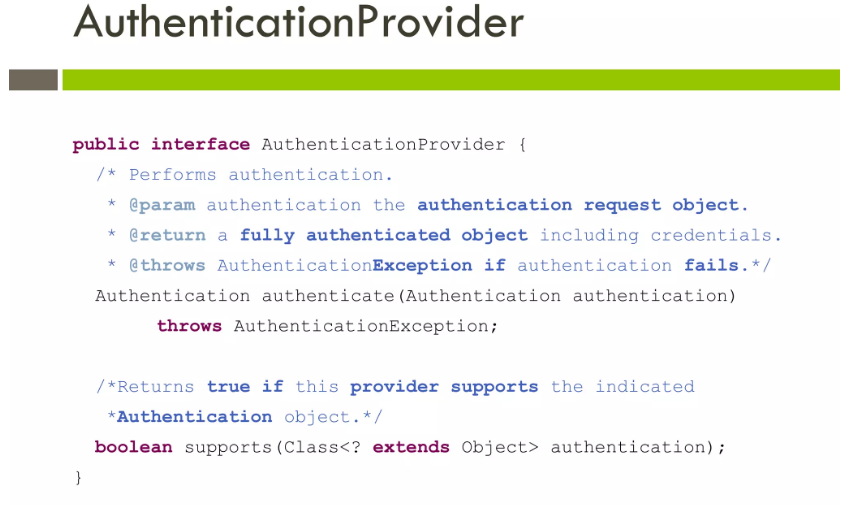 AuthenticationProvider
public interface AuthenticationProvider {
/* Performs authentication.
* @param authentication the authentication request object.
* @return a fully authenticated object including credentials.
* @throws AuthenticationException if authentication fails.*/
Authentication authenticate(Authentication authentication)
throws AuthenticationException;
/*Returns true if this provider supports the indicated
*Authentication object.*/
boolean supports(Class<? extends Object> authentication);
}